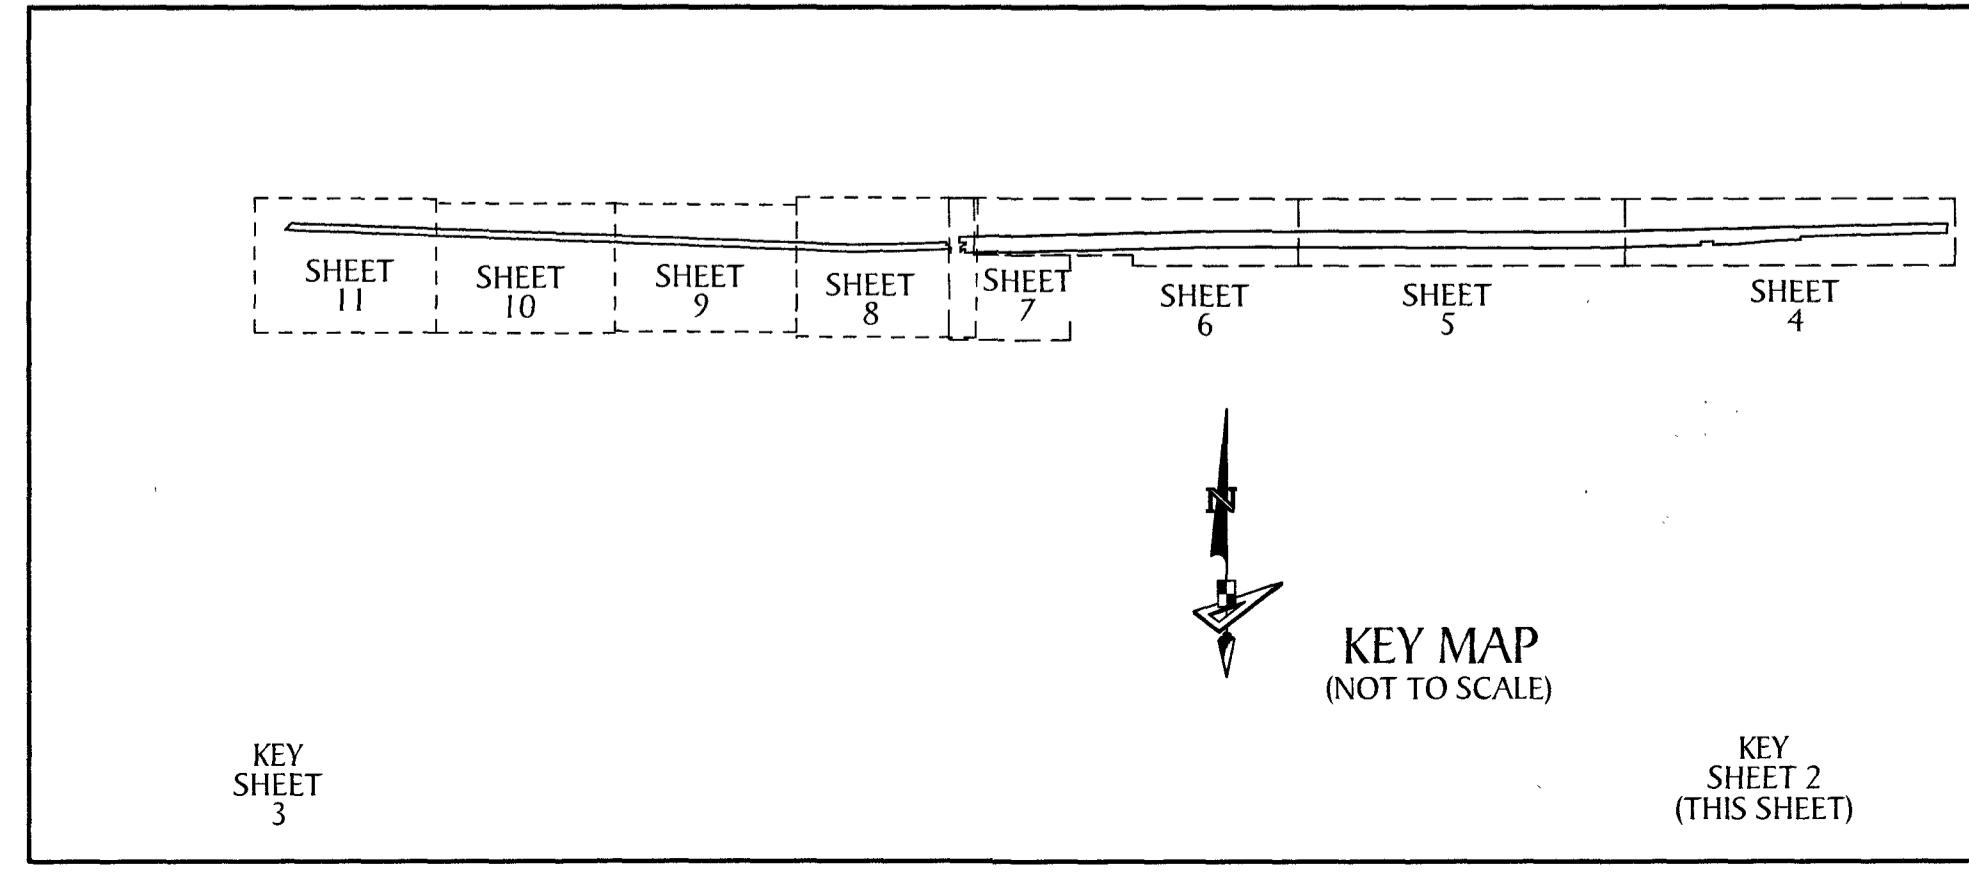 SHEET
11
SHEET
10
SHEET
9
SHEET
8
SHEET
7
SHEET
6
SHEET
5
SHEET
4
N
KEY MAP
(NOT TO SCALE)
KEY
SHEET
3
KEY
SHEET 2
(THIS SHEET)